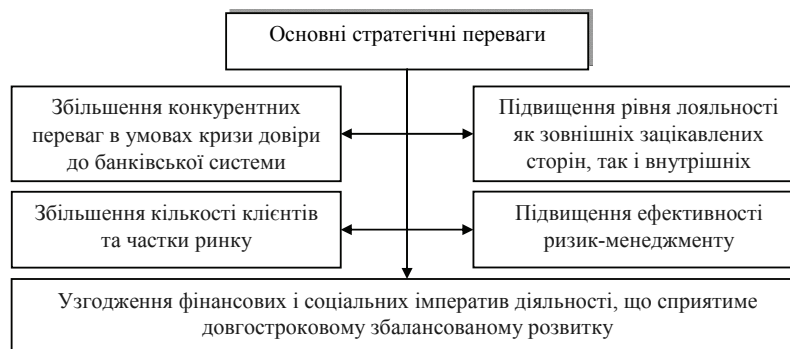 Основні стратегічні переваги
Збільшення конкурентних
переваг в умовах кризи довіри
до банківської системи
Підвищення рівня лояльності
як зовнішніх зацікавлених
сторін, так і внутрішніх
Збільшення кількості клієнтів
та частки ринку
Підвищення ефективності
ризик-менеджменту
Узгодження фінансових і соціальних імператив діяльності, що сприятиме
довгостроковому збалансованому розвитку